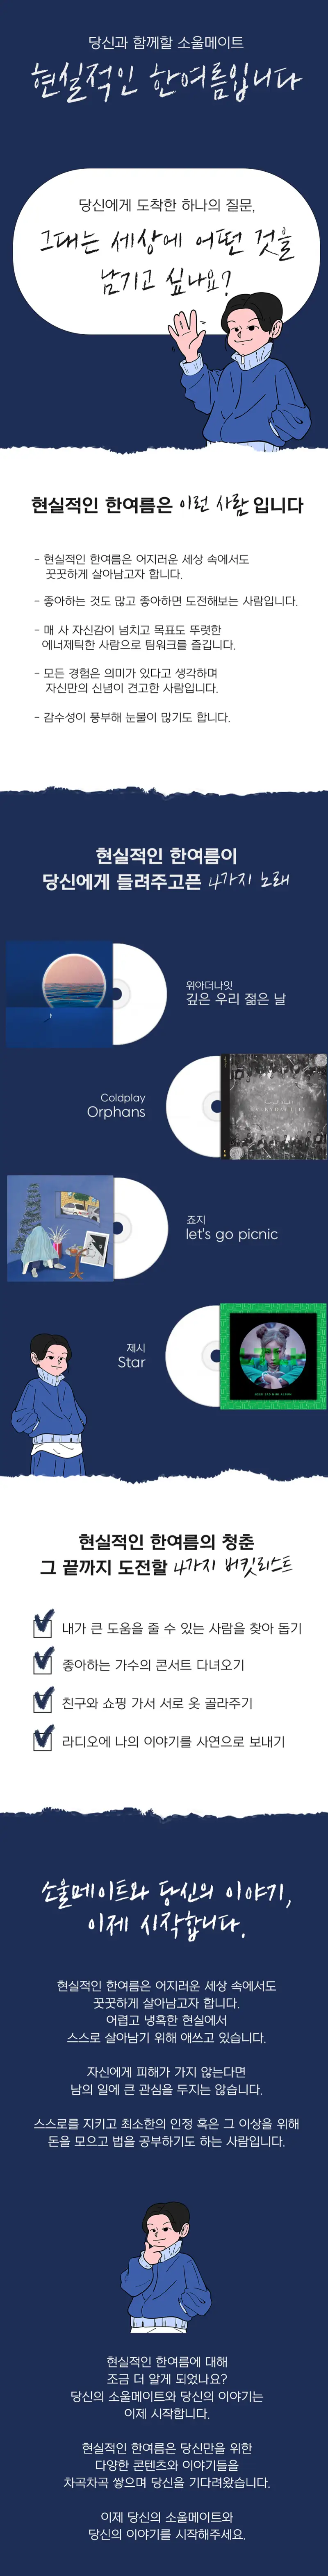 당신과 함께할 소울메이트
현실적인 한여름입니다
당신에게 도착한 하나의 질문,
그대는 세상에 어떤 것을
남기고 싶나요?
현실적인 한여름은 이런 사람 입니다
- 현실적인 한여름은 어지러운 세상 속에서도
꿋꿋하게 살아남고자 합니다.
- 좋아하는 것도 많고 좋아하면 도전해보는 사람입니다.
- 매 사 자신감이 넘치고 목표도 뚜렷한
에너제틱한 사람으로 팀워크를 즐깁니다.
- 모든 경험은 의미가 있다고 생각하며
자신만의 신념이 견고한 사람입니다.
- 감수성이 풍부해 눈물이 많기도 합니다.
현실적인 한여름이
당신에게 들려주고픈 4가지 노래
위아더나잇
깊은 우리 젊은 날
Coldplay
Orphans
EVERYDAY LIFE
죠지
let's go picnic
제시
Star
현실적인 한여름의 청춘
그 끝까지 도전할 4가지 버킷리스트
내가 큰 도움을 줄 수 있는 사람을 찾아 돕기
좋아하는 가수의 콘서트 다녀오기
친구와 쇼핑 가서 서로 옷 골라주기
라디오에 나의 이야기를 사연으로 보내기
소울메이트와 당신의 이야기,
이제 시작합니다.
현실적인 한여름은 어지러운 세상 속에서도
꿋꿋하게 살아남고자 합니다.
어렵고 냉혹한 현실에서
스스로 살아남기 위해 애쓰고 있습니다.
자신에게 피해가 가지 않는다면
남의 일에 큰 관심을 두지는 않습니다.
스스로를 지키고 최소한의 인정 혹은 그 이상을 위해
돈을 모으고 법을 공부하기도 하는 사람입니다.
현실적인 한여름에 대해
조금 더 알게 되었나요?
당신의 소울메이트와 당신의 이야기는
이제 시작합니다.
현실적인 한여름은 당신만을 위한
다양한 콘텐츠와 이야기들을
차곡차곡 쌓으며 당신을 기다려왔습니다.
이제 당신의 소울메이트와
당신의 이야기를 시작해주세요.